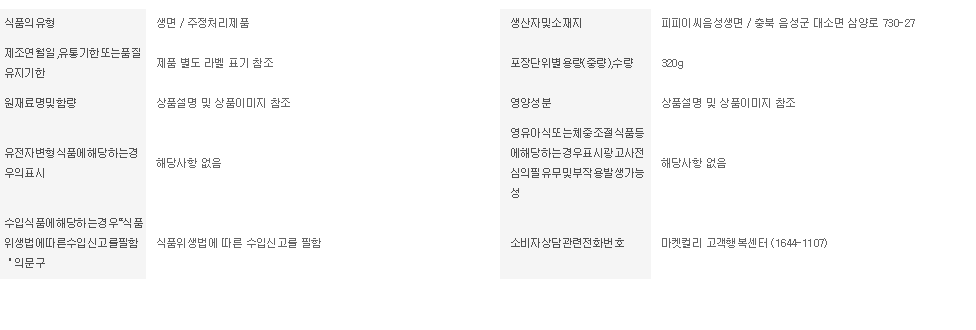 식품의유형
생면 / 주정처리제품
생산자및소재지
피피이씨음성생면 / 충북 음성군 대소면 삼양로 730-27
제조연월일,유통기한또는품질
유지기한
제품 별도 라벨 표기 참조
포장단위별용량(중량),수량
320g
원재료명및함량
상품설명 및 상품이미지 참조
영양성분
상품설명 및 상품이미지 참조
유전자변형식품에해당하는경
우의표시
해당사항 없음
영유아식또는체중조절식품등
에해당하는경우표시광고사전
심의필유무및부작용발생가능
성
해당사항 없음
수입식품에해당하는경우“식품
위생법에따른수입신고를필함
"의문구
식품위생법에 따른 수입신고를 필함
소비자상담관련전화번호
마켓컬리 고객행복센터 (1644-1107)